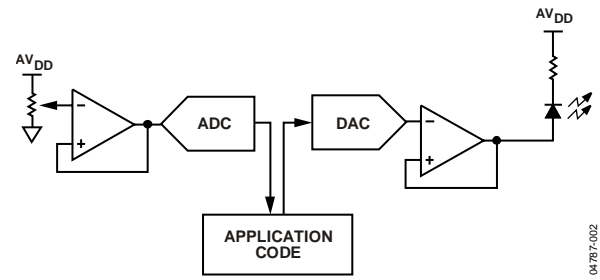 AVDD
AVDD
ADC
DAC
−
+
−
+
APPLICATION
CODE
04787-002